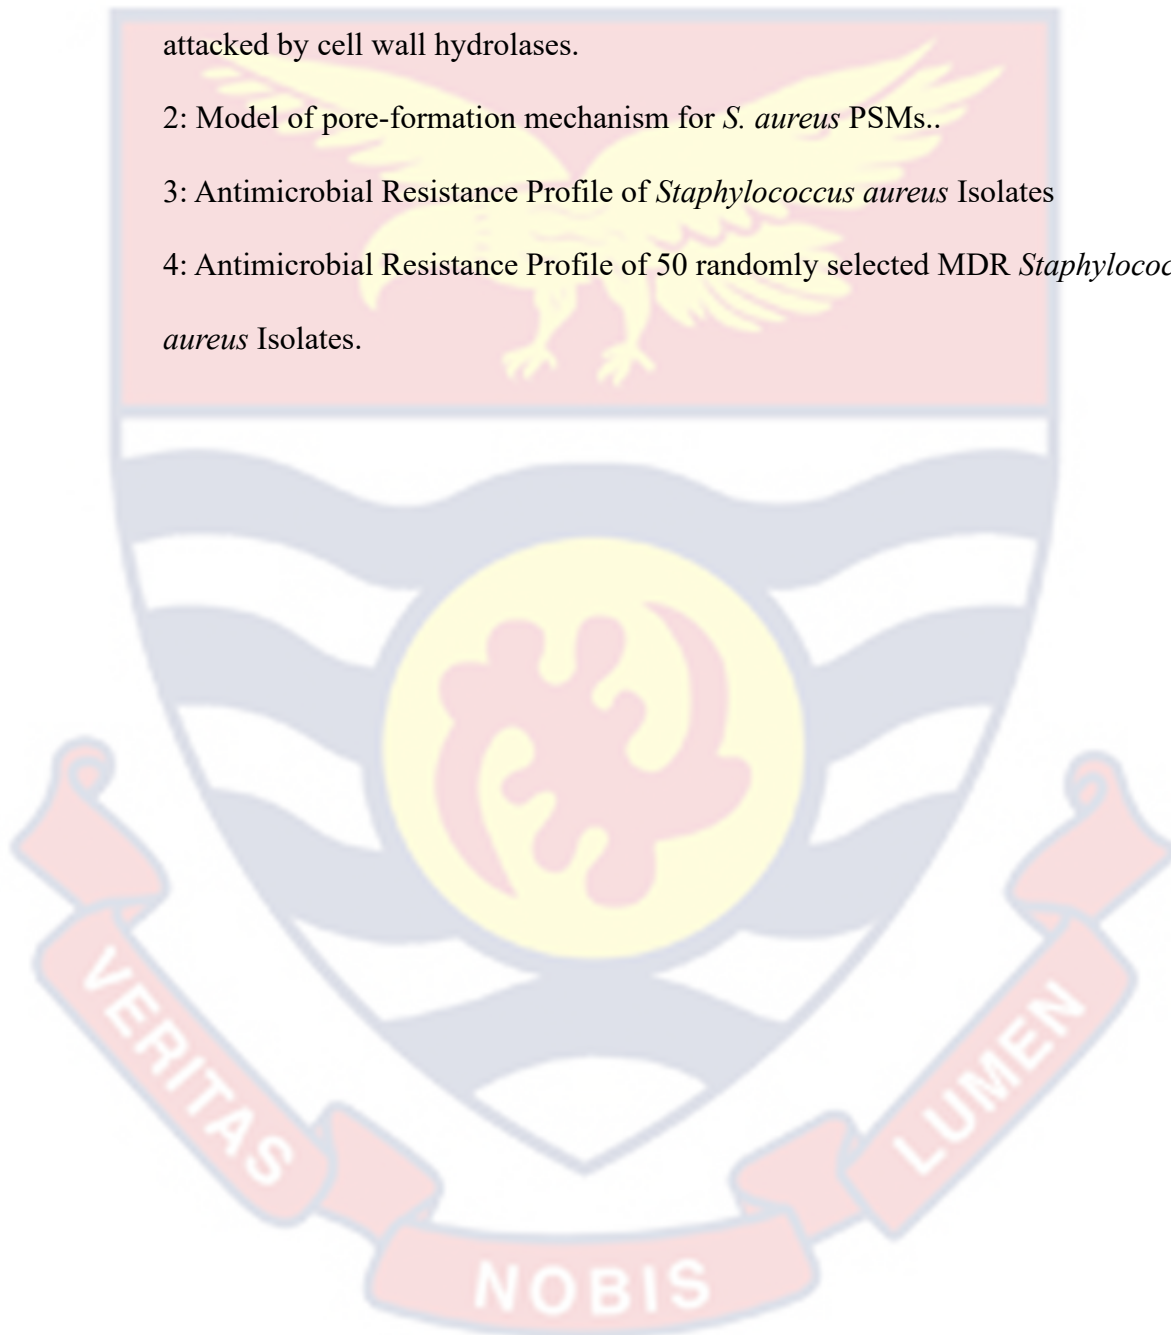 attacked by cell wall hydrolases.
2: Model of pore-formation mechanism for S. aureus PSMs..
3: Antimicrobial Resistance Profile of Staphylococcus aureus Isolates
4: Antimicrobial Resistance Profile of 50 randomly selected MDR
aureus Isolates.
VERITAS
NOBIS
LUMEN